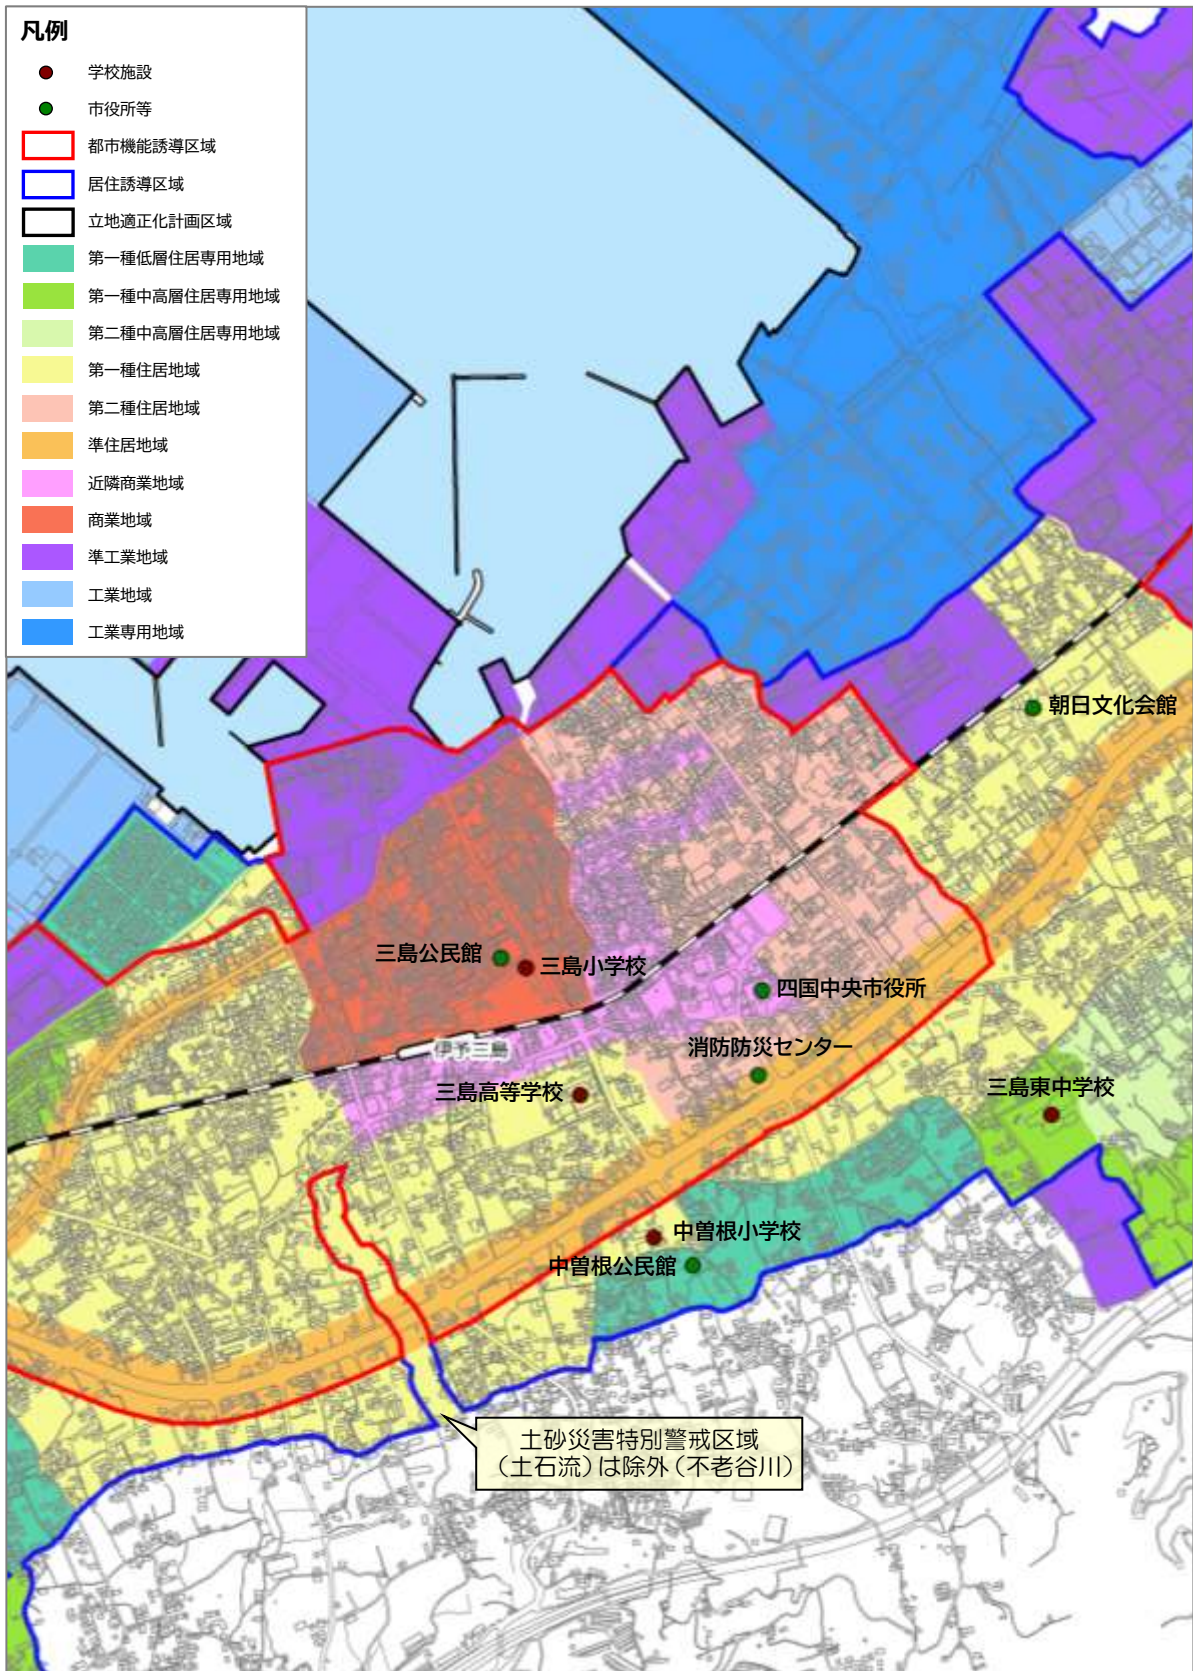 凡例
学校施設
市役所等
都市機能誘導区域
居住誘導区域
立地適正化計画区域
第一種低層住居専用地域
第一種中高層住居専用地域
第二種中高層住居専用地域
第一種住居地域
第二種住居地域
準住居地域
近隣商業地域
商業地域
準工業地域
工業地域
工業専用地域
朝日文化会館
三島公民館
三島小学校
四国中央市役所
伊予三島
消防防災センター
三島高等学校
三島東中学校
中曽根小学校
中曽根公民館
土砂災害特別警戒区域
（土石流）は除外（不老谷川）